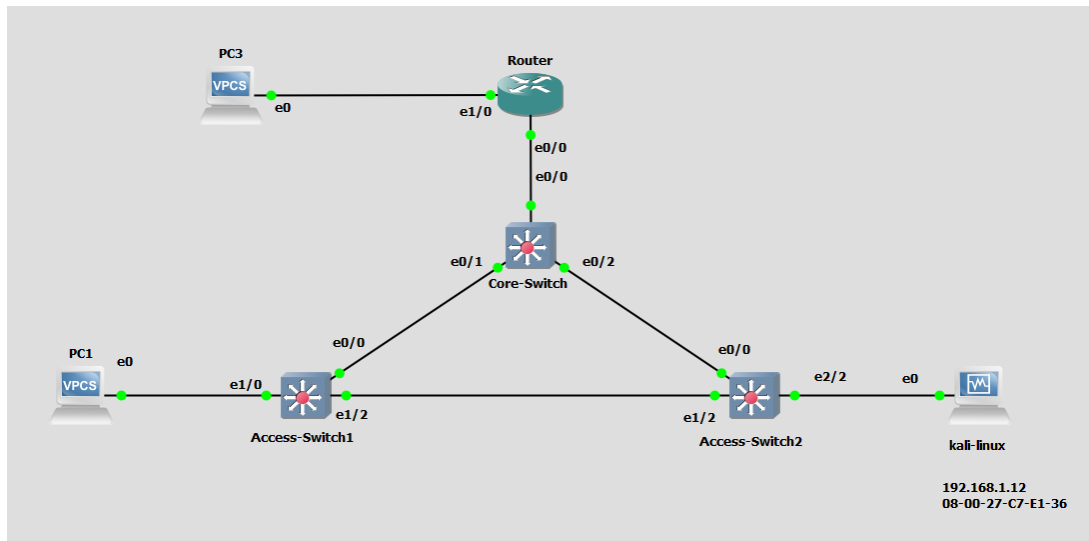 PC3
Router
VPCS
e0
e1/0
e0/0
e0/0
e0/1
e0/2
Core-Switch
PC1
e0
e0/0
e0/0
VPCS
e1/0
e1/2
e1/2
e2/2
e0
Access-Switch1
Access-Switch2
kali-linux
192.168.1.12
08-00-27-C7-E1-36